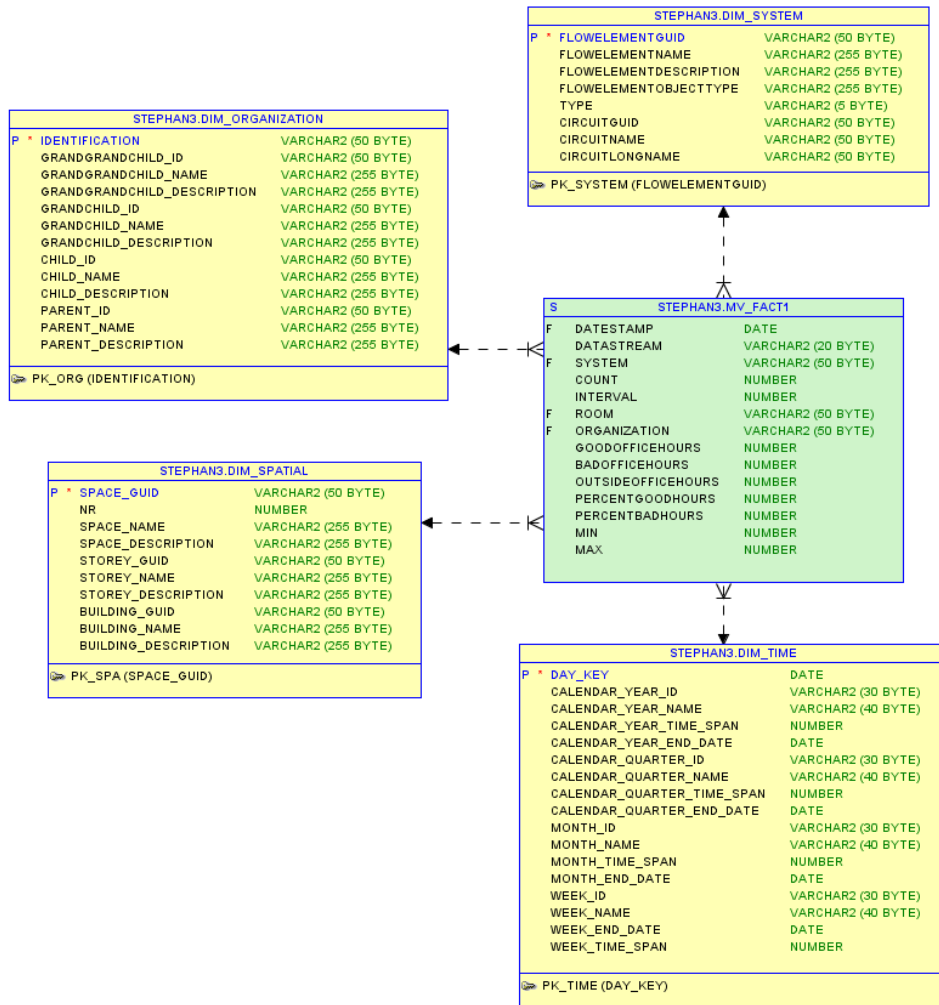 STEPHAN3.DIM_SYSTEM
P * FLOWELEMENTGUID VARCHAR2 (50 BYTE)
FLOWELEMENTNAME VARCHAR2 (255 BYTE)
FLOWELEMENTDESCRIPTION VARCHAR2 (255 BYTE)
FLOWELEMENTOBJECTTYPE VARCHAR2 (255 BYTE)
TYPE VARCHAR2 (5 BYTE)
CIRCUITGUID VARCHAR2 (50 BYTE)
CIRCUITNAME VARCHAR2 (50 BYTE)
CIRCUITLONGNAME VARCHAR2 (50 BYTE)
PK_SYSTEM (FLOWELEMENTGUID)
STEPHAN3.DIM_ORGANIZATION
P * IDENTIFICATION VARCHAR2 (50 BYTE)
GRANDGRANDCHILD_ID VARCHAR2 (50 BYTE)
GRANDGRANDCHILD_NAME VARCHAR2 (255 BYTE)
GRANDGRANDCHILD_DESCRIPTION VARCHAR2 (255 BYTE)
GRANDCHILD_ID VARCHAR2 (50 BYTE)
GRANDCHILD_NAME VARCHAR2 (255 BYTE)
GRANDCHILD_DESCRIPTION VARCHAR2 (255 BYTE)
CHILD_ID VARCHAR2 (50 BYTE)
CHILD_NAME VARCHAR2 (255 BYTE)
CHILD_DESCRIPTION VARCHAR2 (255 BYTE)
PARENT_ID VARCHAR2 (50 BYTE)
PARENT_NAME VARCHAR2 (255 BYTE)
PARENT_DESCRIPTION VARCHAR2 (255 BYTE)
PK_ORG (IDENTIFICATION)
S STEPHAN3.MV_FACT1
F DATESTAMP DATE
DATASTREAM VARCHAR2 (20 BYTE)
F SYSTEM VARCHAR2 (50 BYTE)
COUNT NUMBER
INTERVAL NUMBER
F ROOM VARCHAR2 (50 BYTE)
F ORGANIZATION VARCHAR2 (50 BYTE)
GOODOFFICEHOURS NUMBER
BADOFFICEHOURS NUMBER
OUTSIDEOFFICEHOURS NUMBER
PERCENTGOODHOURS NUMBER
PERCENTBADHOURS NUMBER
MIN NUMBER
MAX NUMBER
STEPHAN3.DIM_SPATIAL
P * SPACE_GUID VARCHAR2 (50 BYTE)
NR NUMBER
SPACE_NAME VARCHAR2 (255 BYTE)
SPACE_DESCRIPTION VARCHAR2 (255 BYTE)
STOREY_GUID VARCHAR2 (50 BYTE)
STOREY_NAME VARCHAR2 (255 BYTE)
STOREY_DESCRIPTION VARCHAR2 (255 BYTE)
BUILDING_GUID VARCHAR2 (50 BYTE)
BUILDING_NAME VARCHAR2 (255 BYTE)
BUILDING_DESCRIPTION VARCHAR2 (255 BYTE)
PK_SPA (SPACE_GUID)
STEPHAN3.DIM_TIME
P * DAY_KEY DATE
CALENDAR_YEAR_ID VARCHAR2 (30 BYTE)
CALENDAR_YEAR_NAME VARCHAR2 (40 BYTE)
CALENDAR_YEAR_TIME_SPAN NUMBER
CALENDAR_YEAR_END_DATE DATE
CALENDAR_QUARTER_ID VARCHAR2 (30 BYTE)
CALENDAR_QUARTER_NAME VARCHAR2 (40 BYTE)
CALENDAR_QUARTER_TIME_SPAN NUMBER
CALENDAR_QUARTER_END_DATE DATE
MONTH_ID VARCHAR2 (30 BYTE)
MONTH_NAME VARCHAR2 (40 BYTE)
MONTH_TIME_SPAN NUMBER
MONTH_END_DATE DATE
WEEK_ID VARCHAR2 (30 BYTE)
WEEK_NAME VARCHAR2 (40 BYTE)
WEEK_END_DATE DATE
WEEK_TIME_SPAN NUMBER
PK_TIME (DAY_KEY)